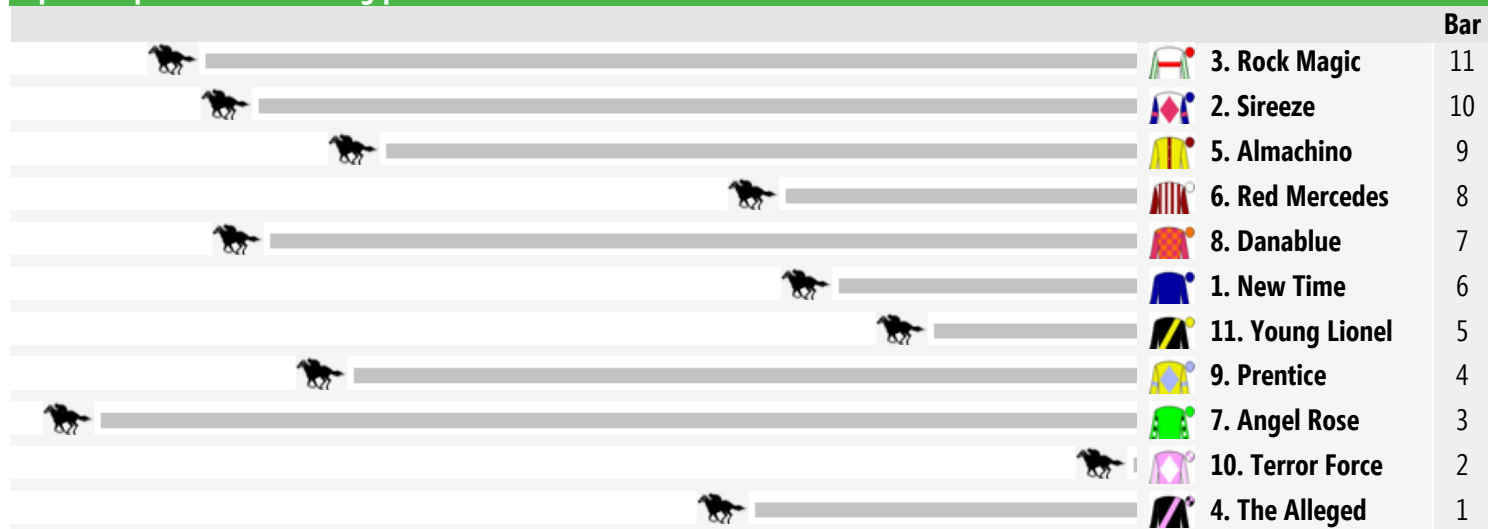 Bar
3. Rock Magic 11
2. Sireeze 10
5. Almachino 9
6. Red Mercedes 8
8. Danablue 7
1. New Time 6
11. Young Lionel 5
9. Prentice 4
7. Angel Rose 3
10. Terror Force 2
4. The Alleged 1